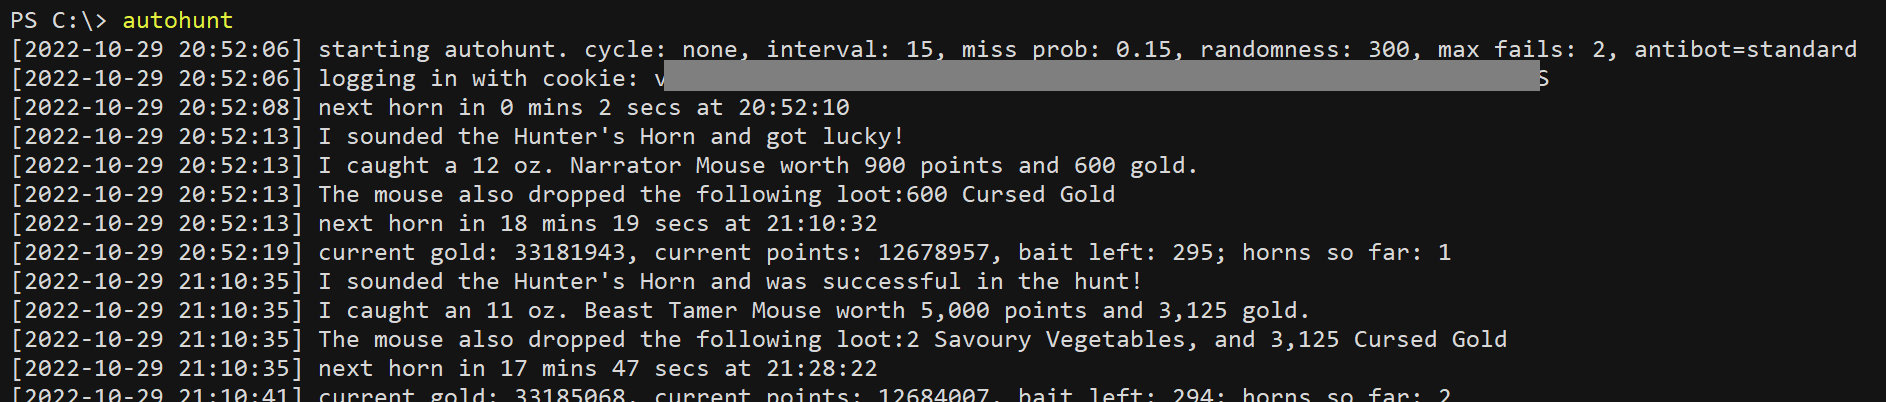 PS C:\> autohunt
[2022-10-29 20:52:06] starting autohunt. cycle: none, interval: 15, miss prob: 0.15, randomness: 300, max fails: 2, antibot=standard
[2022-10-29 20:52:06] logging in with cookie: v S
[2022-10-29 20:52:08] next horn in 0 mins 2 secs at 20:52:10
[2022-10-29 20:52:13] I sounded the Hunter's Horn and got lucky!
[2022-10-29 20:52:13] I caught a 12 oz. Narrator Mouse worth 900 points and 600 gold.
[2022-10-29 20:52:13] The mouse also dropped the following loot:600 Cursed Gold
[2022-10-29 20:52:13] next horn in 18 mins 19 secs at 21:10:32
[2022-10-29 20:52:19] current gold: 33181943, current points: 12678957, bait left: 295; horns so far: 1
[2022-10-29 21:10:35] I sounded the Hunter's Horn and was successful in the hunt!
[2022-10-29 21:10:35] I caught an 11 oz. Beast Tamer Mouse worth 5,000 points and 3,125 gold.
[2022-10-29 21:10:35] The mouse also dropped the following loot:2 Savoury Vegetables, and 3,125 Cursed Gold
[2022-10-29 21:10:35] next horn in 17 mins 47 secs at 21:28:22
[2022-10-29 21:10:41] current gold: 33185068, current points: 12684007, bait left: 294; horns so far: 2